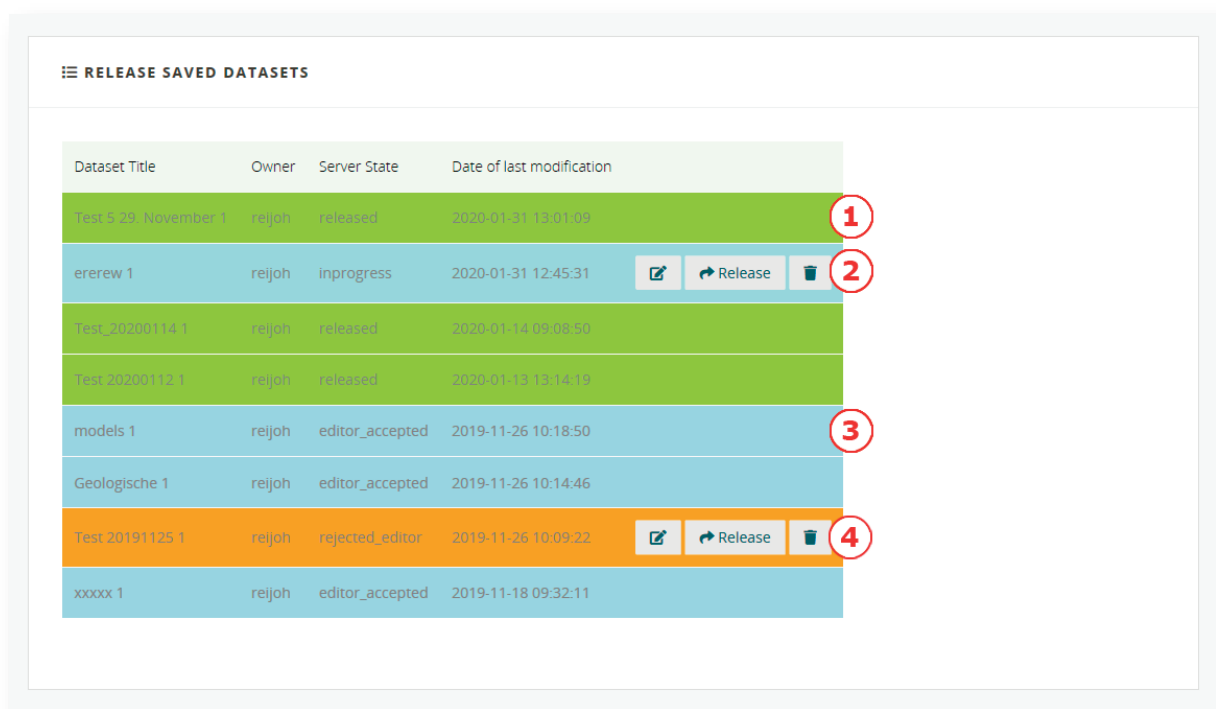 RELEASE SAVED DATASETS
Dataset Title Owner Server State Date of last modification
Test 5 29. November 1 reijoh released 2020-01-31 13:01:09 1
ererew 1 reijoh inprogress 2020-01-31 12:45:31 Release 2
Test_20200114 1 reijoh released 2020-01-14 09:08:50
Test 20200112 1 reijoh released 2020-01-13 13:14:19
models 1 reijoh editor_accepted 2019-11-26 10:18:50 3
Geologische 1 reijoh editor_accepted 2019-11-26 10:14:46
Test 20191125 1 reijoh rejected_editor 2019-11-26 10:09:22 Release 4
xxxxx 1 reijoh editor_accepted 2019-11-18 09:32:11